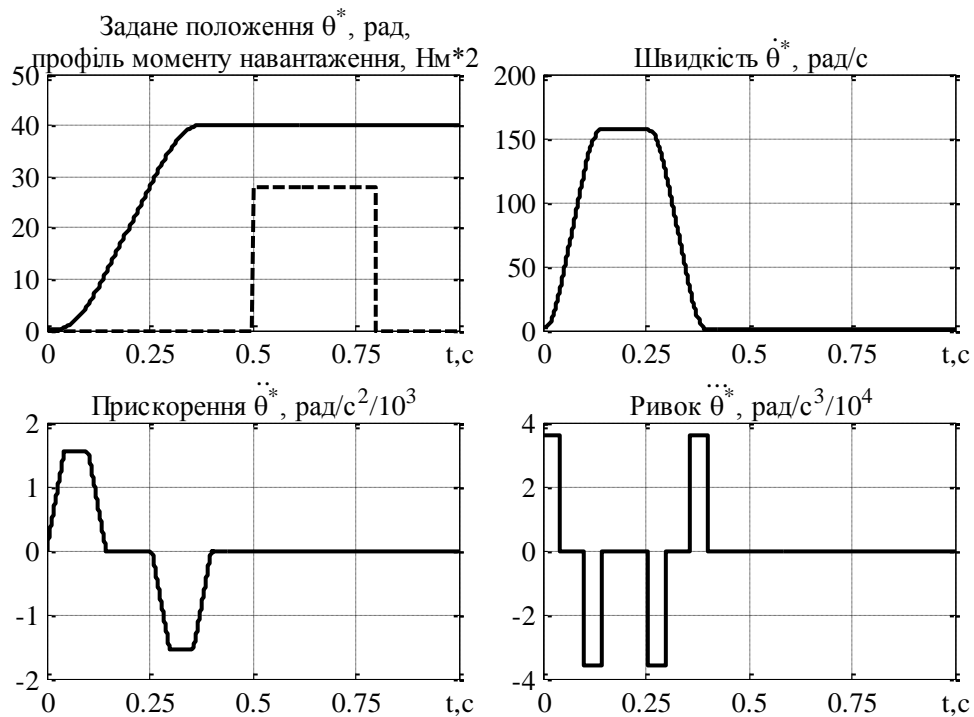 Задане положення θ*, рад,
профіль моменту навантаження, Нм*2
50
40
30
20
10
0
0 0.25 0.5 0.75 t,c
Швидкість θ̇*, рад/с
200
150
100
50
0
0 0.25 0.5 0.75 t,c
Прискорення θ̈*, рад/с²/10³
2
1
0
-1
-2
0 0.25 0.5 0.75 t,c
Ривок θ⃛*, рад/с³/10⁴
4
2
0
-2
-4
0 0.25 0.5 0.75 t,c